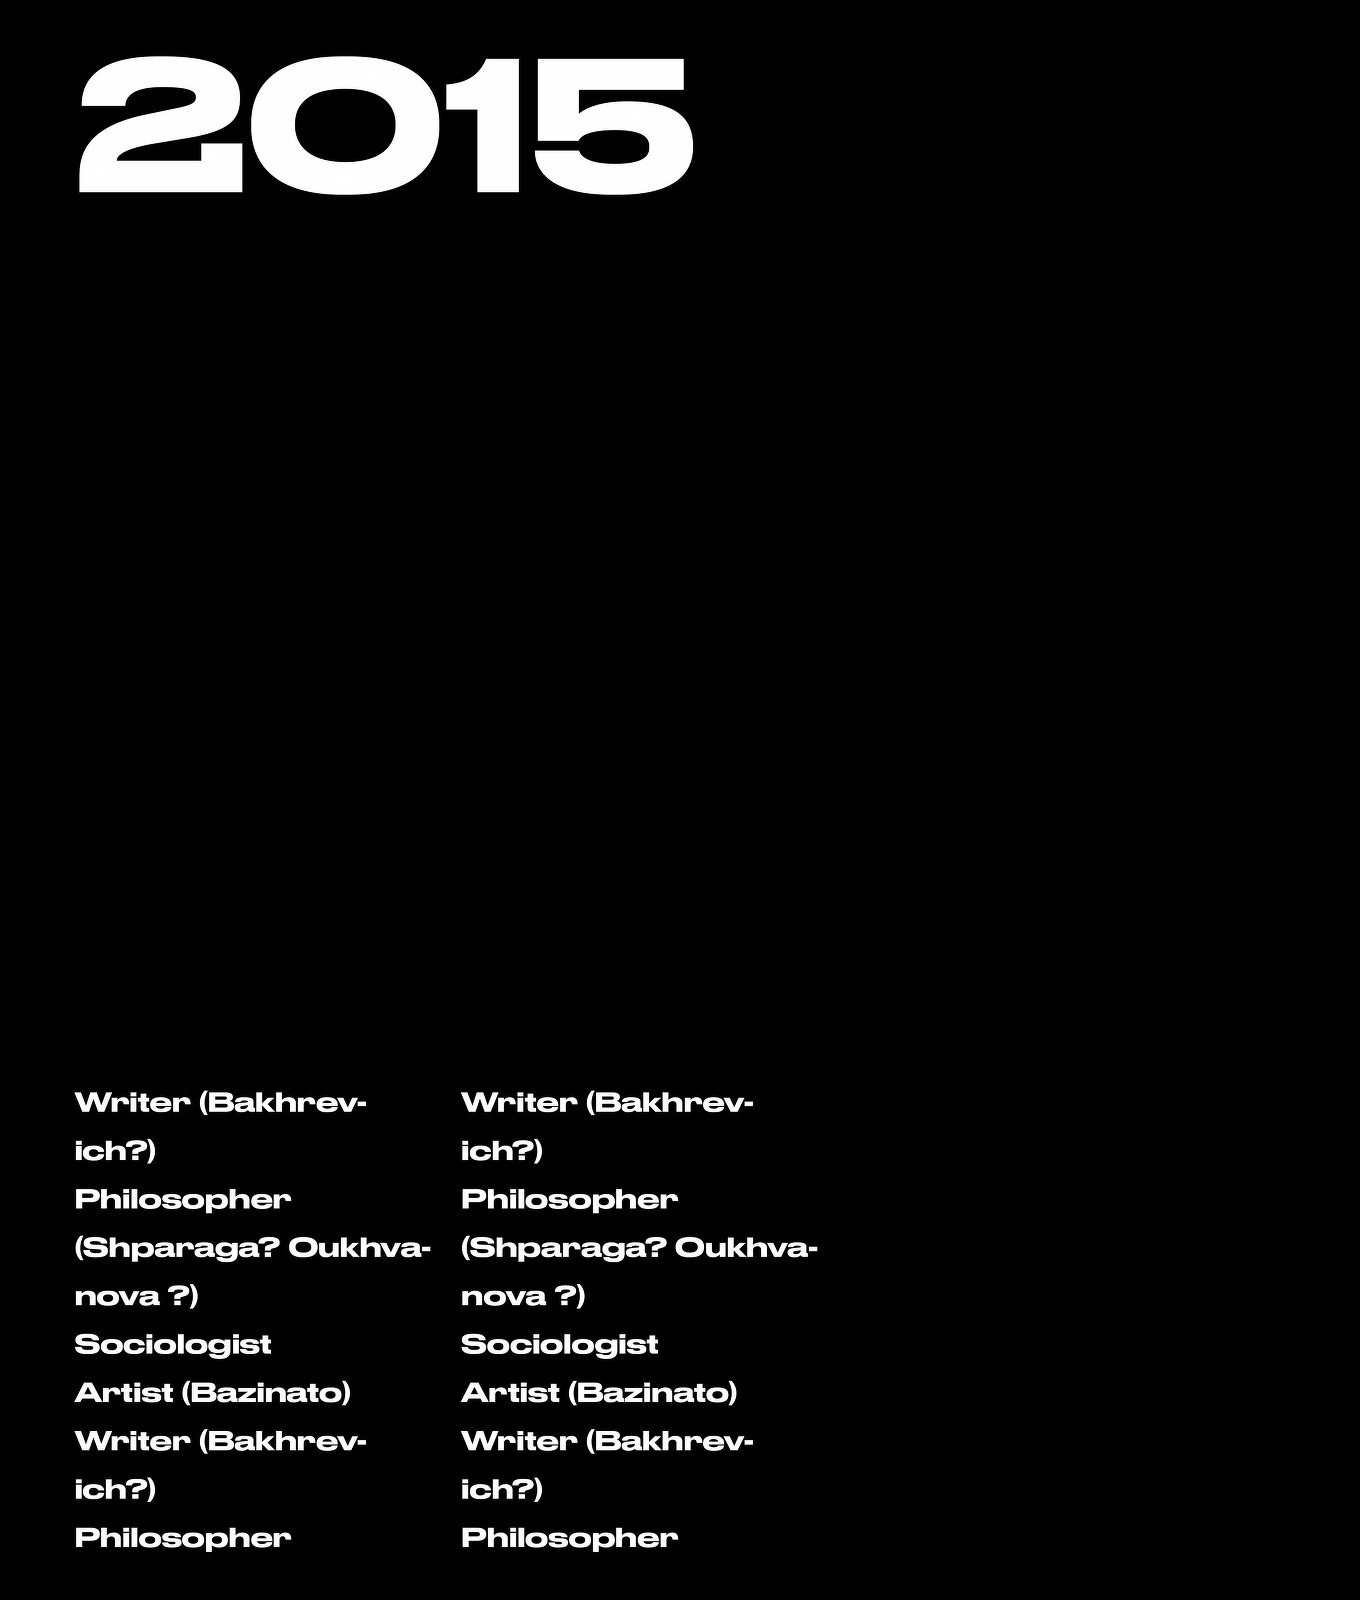 2015
Writer (Bakhrev-
ich?)
Philosopher
(Shparaga? Oukhva-
nova ?)
Sociologist
Artist (Bazinato)
Writer (Bakhrev-
ich?)
Philosopher
Writer (Bakhrev-
ich?)
Philosopher
(Shparaga? Oukhva-
nova ?)
Sociologist
Artist (Bazinato)
Writer (Bakhrev-
ich?)
Philosopher